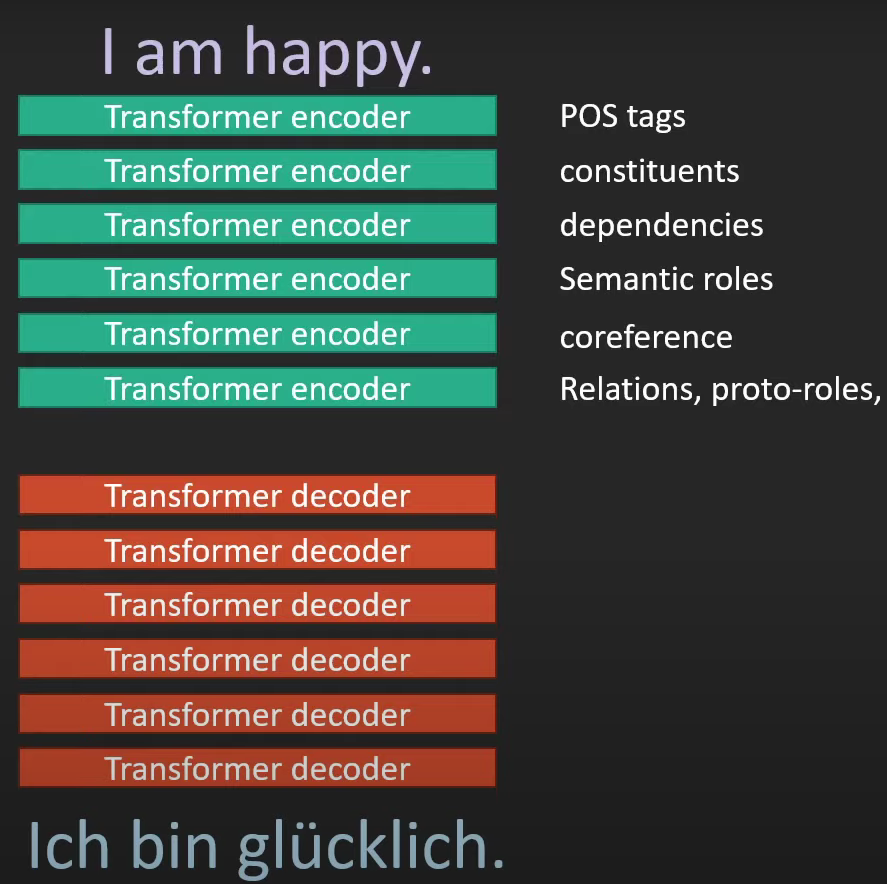 I am happy.
Transformer encoder POS tags
Transformer encoder constituents
Transformer encoder dependencies
Transformer encoder Semantic roles
Transformer encoder coreference
Transformer encoder Relations, proto-roles,
Transformer decoder
Transformer decoder
Transformer decoder
Transformer decoder
Transformer decoder
Transformer decoder
Ich bin glücklich.